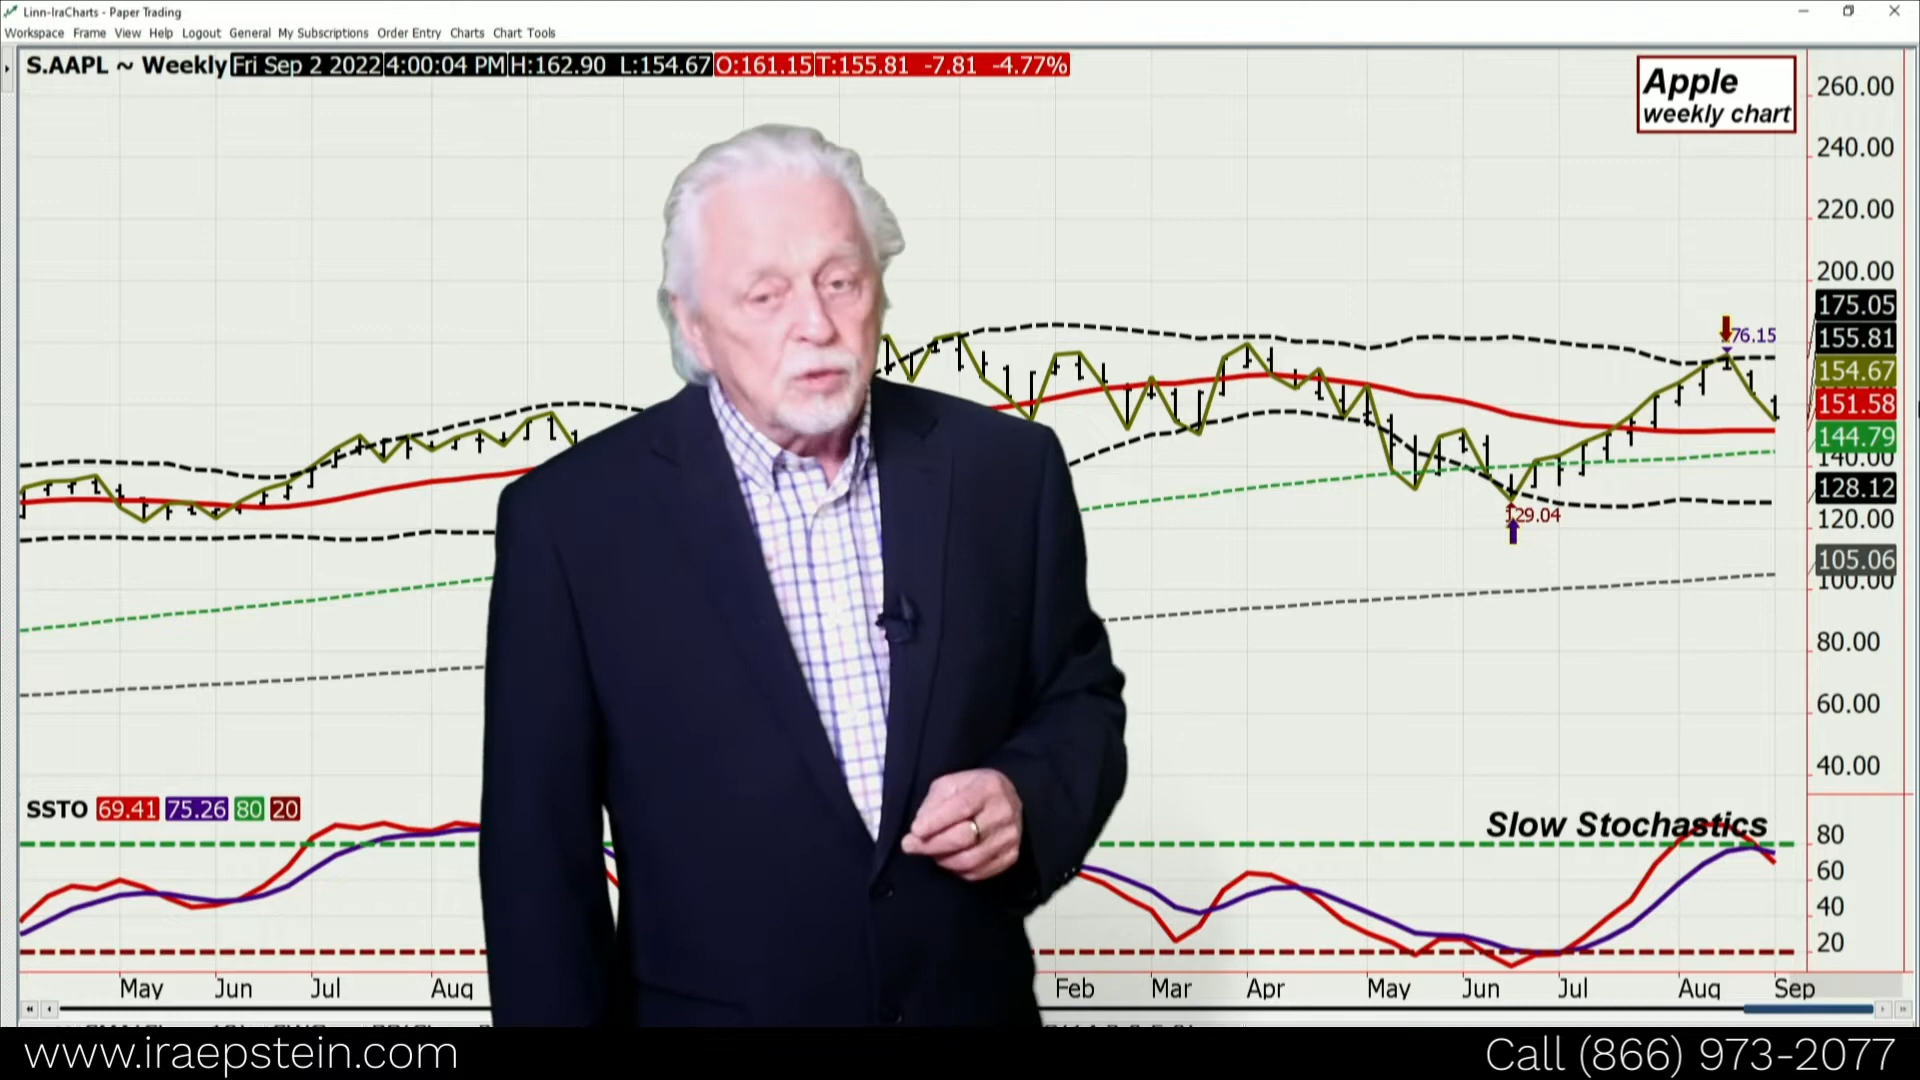 Linn-IraCharts - Paper Trading
Workspace Frame View Help Logout General My Subscriptions Order Entry Charts Chart Tools
S.AAPL ~ Weekly Fri Sep 2 2022 4:00:04 PM H:162.90 L:154.67 O:161.15 T:155.81 -7.81 -4.77%
Apple
weekly chart
260.00
240.00
220.00
200.00
175.05
76.15
155.81
154.67
151.58
144.79
140.00
128.12
129.04
120.00
105.06
100.00
80.00
60.00
40.00
SSTO 69.41 75.26 80 20
Slow Stochastics
80
60
40
20
May Jun Jul Aug Feb Mar Apr May Jun Jul Aug Sep
www.iraepstein.com
Call (866) 973-2077